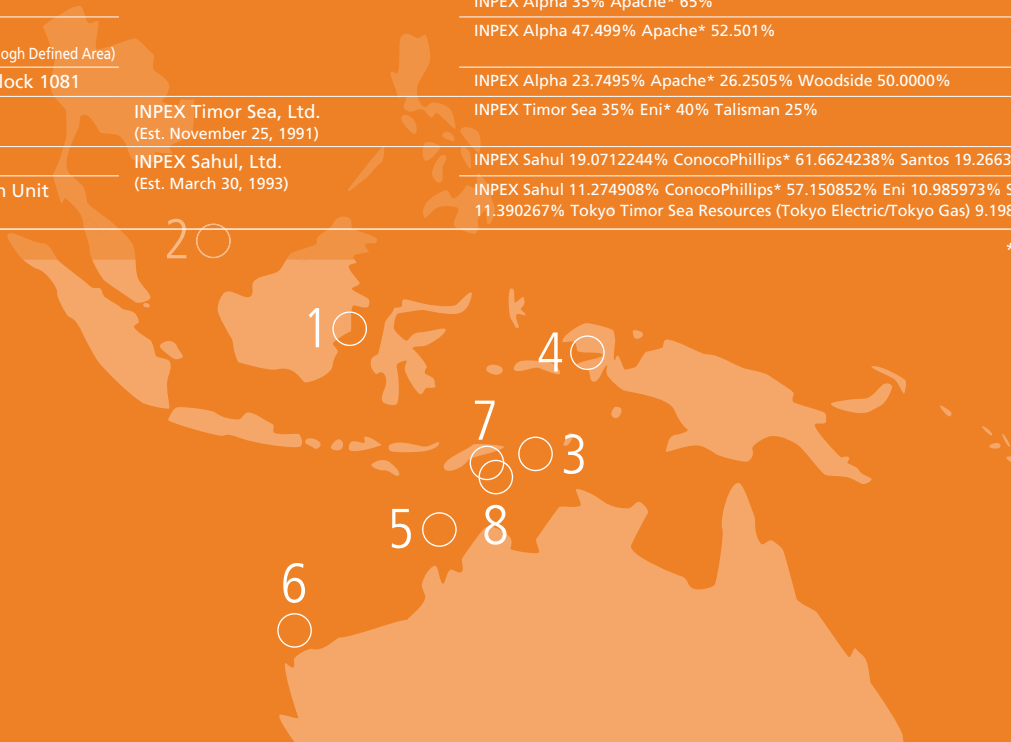 INPEX Alpha 35% Apache* 65%
INPEX Alpha 47.499% Apache* 52.501%
ogh Defined Area)
lock 1081
INPEX Alpha 23.7495% Apache* 26.2505% Woodside 50.0000%
INPEX Timor Sea, Ltd.
(Est. November 25, 1991)
INPEX Timor Sea 35% Eni* 40% Talisman 25%
INPEX Sahul, Ltd.
(Est. March 30, 1993)
INPEX Sahul 19.0712244% ConocoPhillips* 61.6624238% Santos 19.2663
n Unit
INPEX Sahul 11.274908% ConocoPhillips* 57.150852% Eni 10.985973% S
11.390267% Tokyo Timor Sea Resources (Tokyo Electric/Tokyo Gas) 9.198
*
2
1
4
7
3
5
8
6